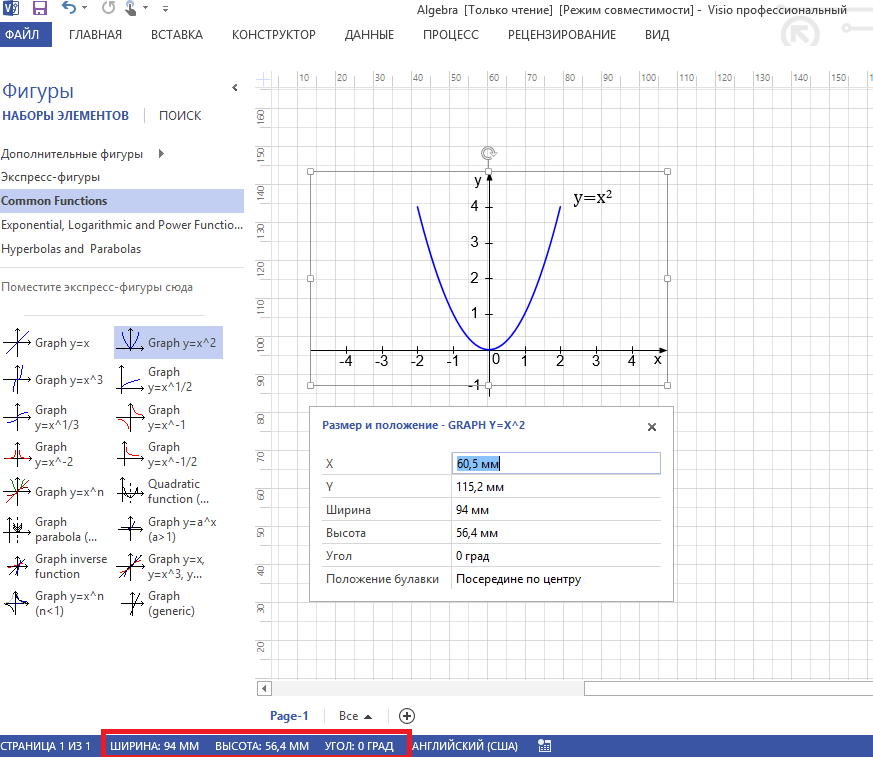 Algebra [Только чтение] [Режим совместимости] - Visio профессиональный
ФАЙЛ ГЛАВНАЯ ВСТАВКА КОНСТРУКТОР ДАННЫЕ ПРОЦЕСС РЕЦЕНЗИРОВАНИЕ ВИД
Фигуры
НАБОРЫ ЭЛЕМЕНТОВ ПОИСК
Дополнительные фигуры
Экспресс-фигуры
Common Functions
Exponential, Logarithmic and Power Functio...
Hyperbolas and Parabolas
Поместите экспресс-фигуры сюда
Graph y=x
Graph y=x^2
Graph y=x^3
Graph
y=x^1/2
Graph
y=x^1/3
Graph
y=x^-1
Graph
y=x^-2
Graph
y=x^-1/2
Graph y=x^n
Quadratic
function (...
Graph
parabola (...
Graph y=a^x
(a>1)
Graph inverse
function
Graph y=x,
y=x^3, y...
Graph y=x^n
(n<1)
Graph
(generic)
10 20 30 40 50 60 70 80 90 100 110 120 130 140 150
160
150
140
130
120
110
100
90
80
70
60
50
40
30
20
y
y=x²
4
3
2
1
-4 -3 -2 -1 0 1 2 3 4 x
-1
Размер и положение - GRAPH Y=X^2
X 60,5 мм
Y 115,2 мм
Ширина 94 мм
Высота 56,4 мм
Угол 0 град
Положение булавки Посередине по центру
Page-1 Все
СТРАНИЦА 1 ИЗ 1 ШИРИНА: 94 ММ ВЫСОТА: 56,4 ММ УГОЛ: 0 ГРАД АНГЛИЙСКИЙ (США)